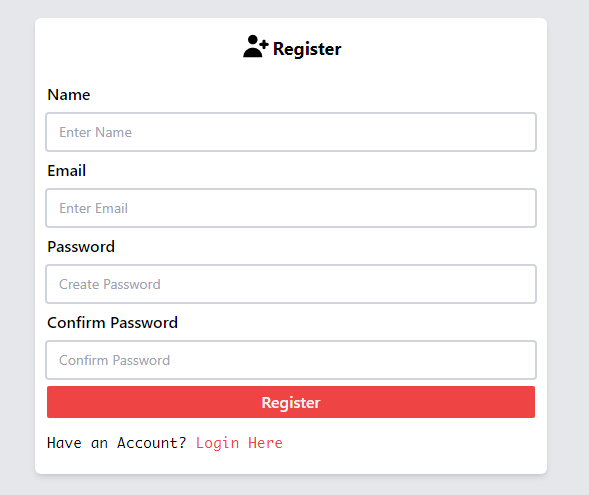 Register
Name
Enter Name
Email
Enter Email
Password
Create Password
Confirm Password
Confirm Password
Register
Have an Account? Login Here